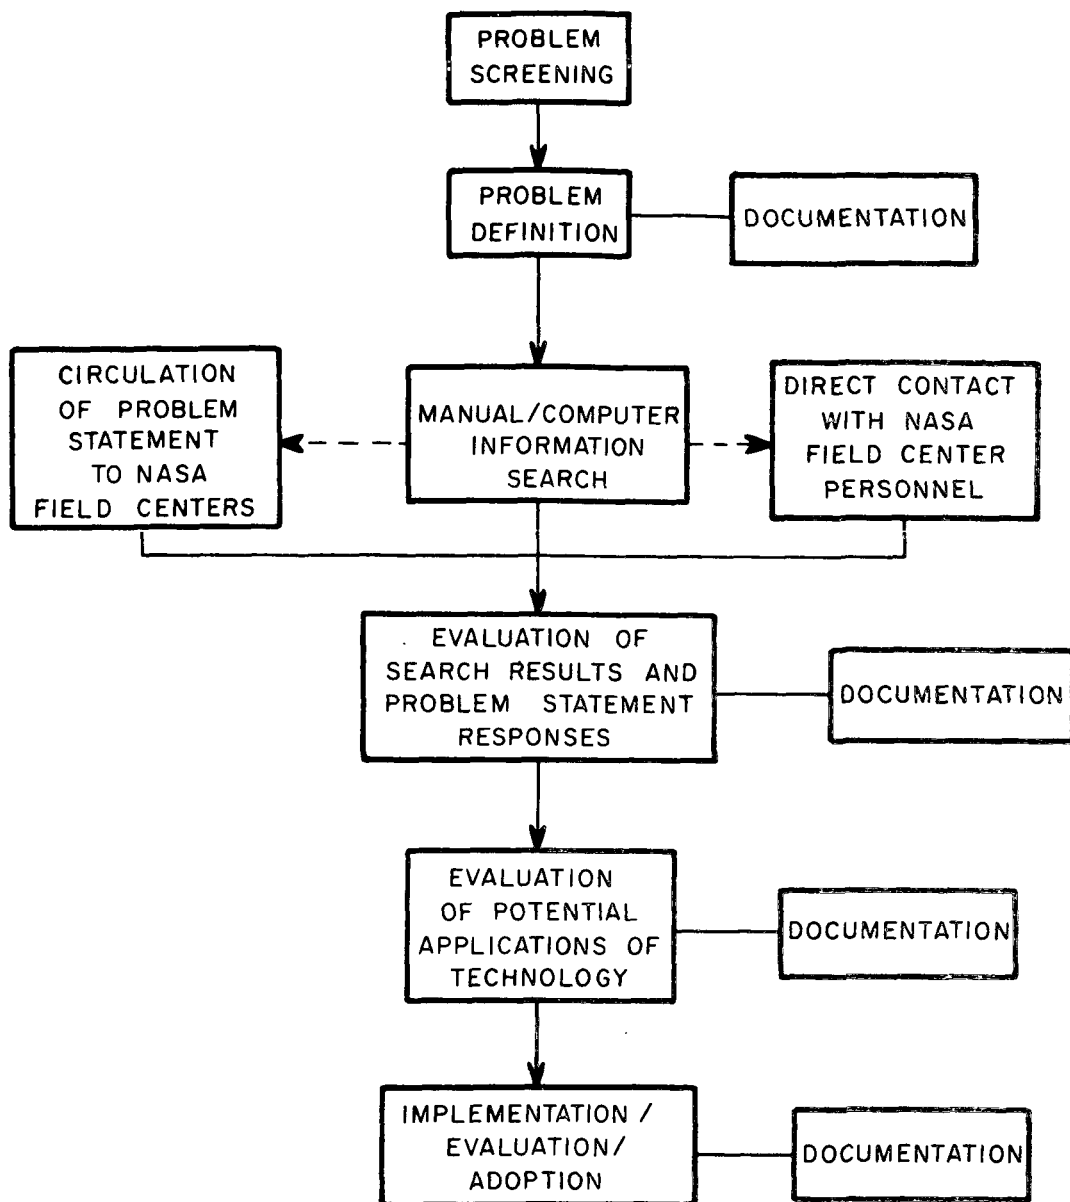 PROBLEM
SCREENING
PROBLEM
DEFINITION
DOCUMENTATION
CIRCULATION
OF PROBLEM
STATEMENT
TO NASA
FIELD CENTERS
MANUAL/COMPUTER
INFORMATION
SEARCH
DIRECT CONTACT
WITH NASA
FIELD CENTER
PERSONNEL
EVALUATION OF
SEARCH RESULTS AND
PROBLEM STATEMENT
RESPONSES
DOCUMENTATION
EVALUATION
OF POTENTIAL
APPLICATIONS OF
TECHNOLOGY
DOCUMENTATION
IMPLEMENTATION /
EVALUATION/
ADOPTION
DOCUMENTATION